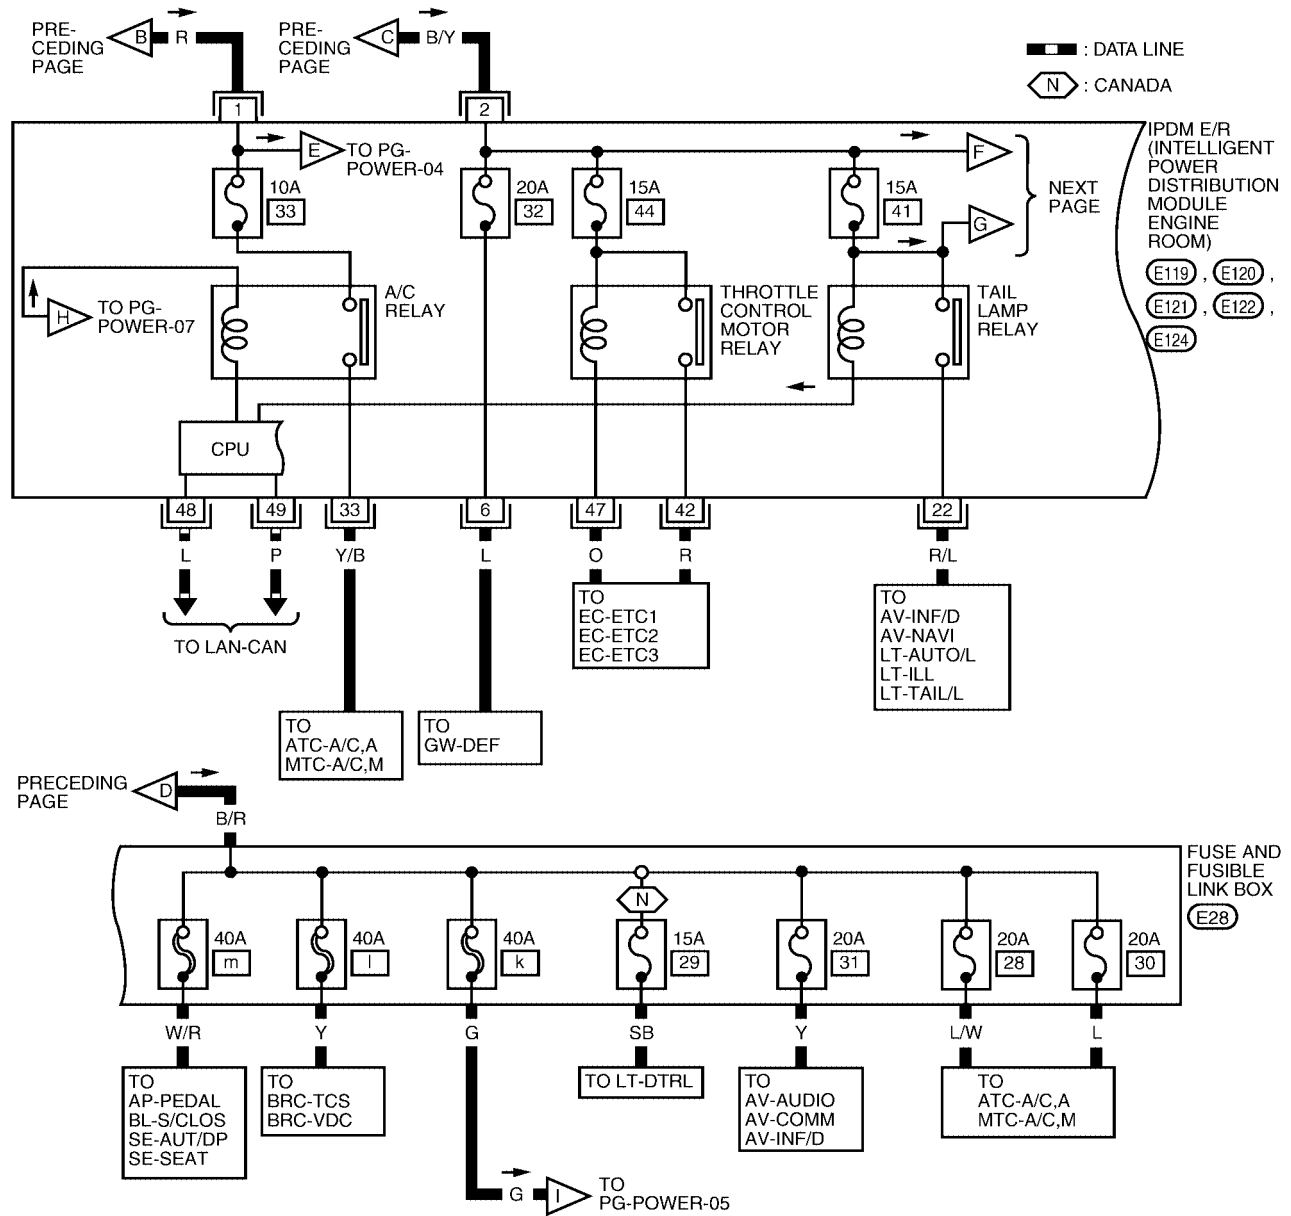 PRE-
CEDING
PAGE
B
R
PRE-
CEDING
PAGE
C
B/Y
: DATA LINE
N : CANADA
1
2
IPDM E/R
(INTELLIGENT
POWER
DISTRIBUTION
MODULE
ENGINE
ROOM)
E119 , E120 ,
E121 , E122 ,
E124
E
TO PG-
POWER-04
F
G
NEXT
PAGE
10A
33
20A
32
15A
44
15A
41
H
TO PG-
POWER-07
A/C
RELAY
THROTTLE
CONTROL
MOTOR
RELAY
TAIL
LAMP
RELAY
CPU
48
49
33
6
47
42
22
L
P
Y/B
L
O
R
R/L
TO LAN-CAN
TO
EC-ETC1
EC-ETC2
EC-ETC3
TO
AV-INF/D
AV-NAVI
LT-AUTO/L
LT-ILL
LT-TAIL/L
TO
ATC-A/C,A
MTC-A/C,M
TO
GW-DEF
PRECEDING
PAGE
D
B/R
FUSE AND
FUSIBLE
LINK BOX
E28
N
40A
m
40A
l
40A
k
15A
29
20A
31
20A
28
20A
30
W/R
Y
G
SB
Y
L/W
L
TO
AP-PEDAL
BL-S/CLOS
SE-AUT/DP
SE-SEAT
TO
BRC-TCS
BRC-VDC
TO LT-DTRL
TO
AV-AUDIO
AV-COMM
AV-INF/D
TO
ATC-A/C,A
MTC-A/C,M
G
I
TO
PG-POWER-05